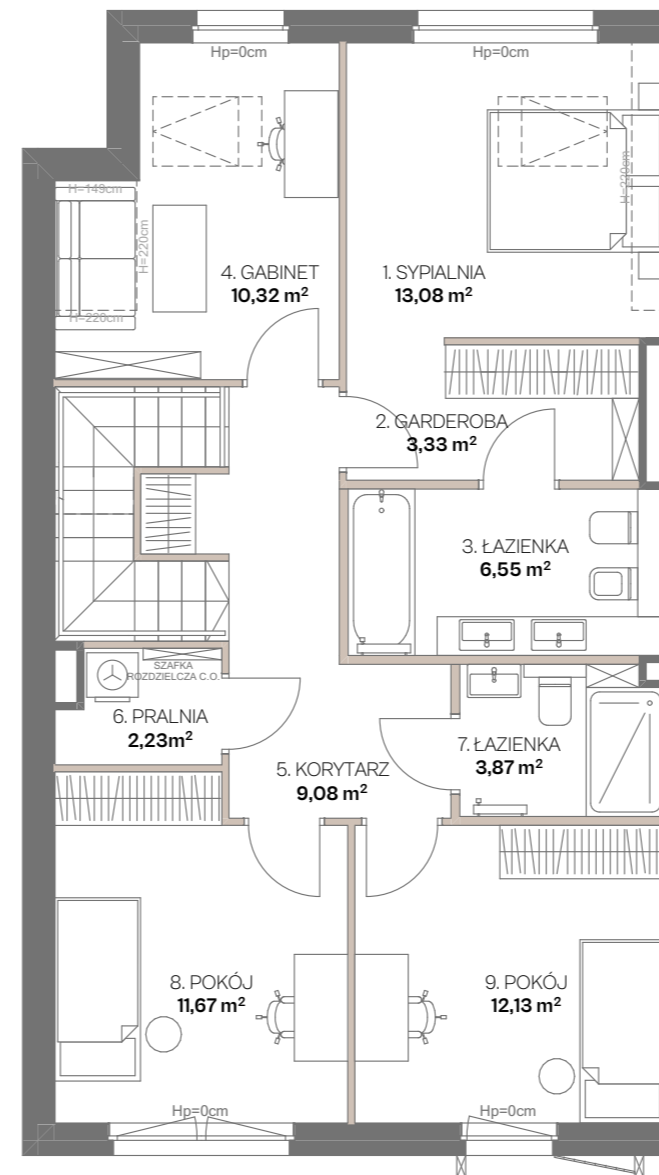 Hp=0cm
Hp=0cm
H=149cm
H=220cm
H=220cm
H=220cm
4. GABINET
10,32 m²
1. SYPIALNIA
13,08 m²
2. GARDEROBA
3,33 m²
3. ŁAZIENKA
6,55 m²
SZAFKA
ROZDZIELCZA C.O.
6. PRALNIA
2,23m²
7. ŁAZIENKA
3,87 m²
5. KORYTARZ
9,08 m²
8. POKÓJ
11,67 m²
9. POKÓJ
12,13 m²
Hp=0cm
Hp=0cm